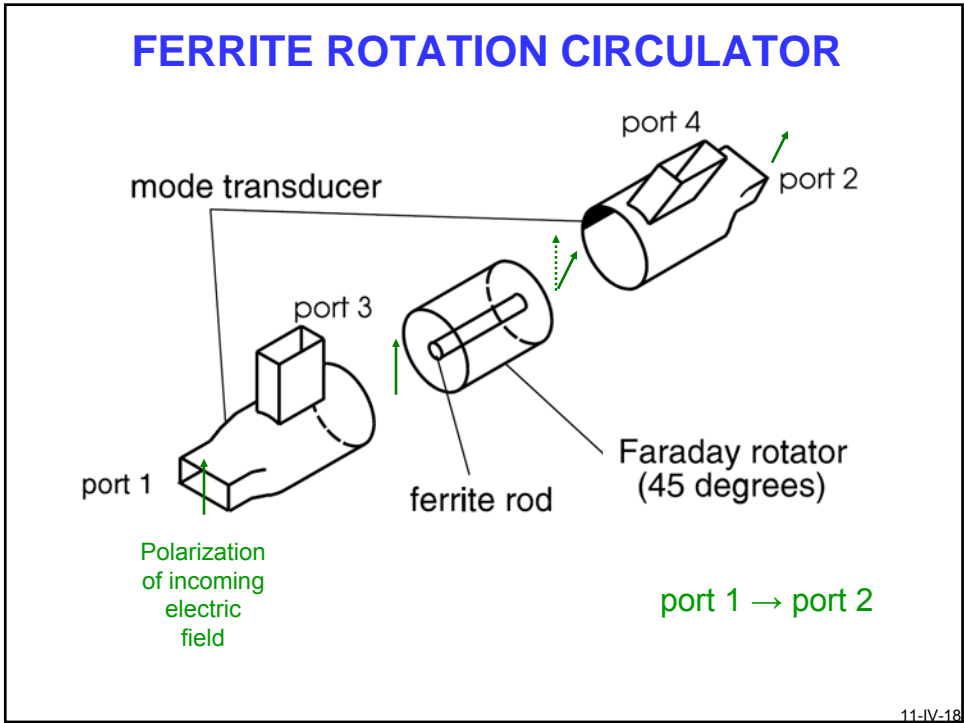 FERRITE ROTATION CIRCULATOR
port 4
port 2
mode transducer
port 3
port 1
ferrite rod
Faraday rotator
(45 degrees)
Polarization
of incoming
electric
field
port 1 → port 2
11-IV-18